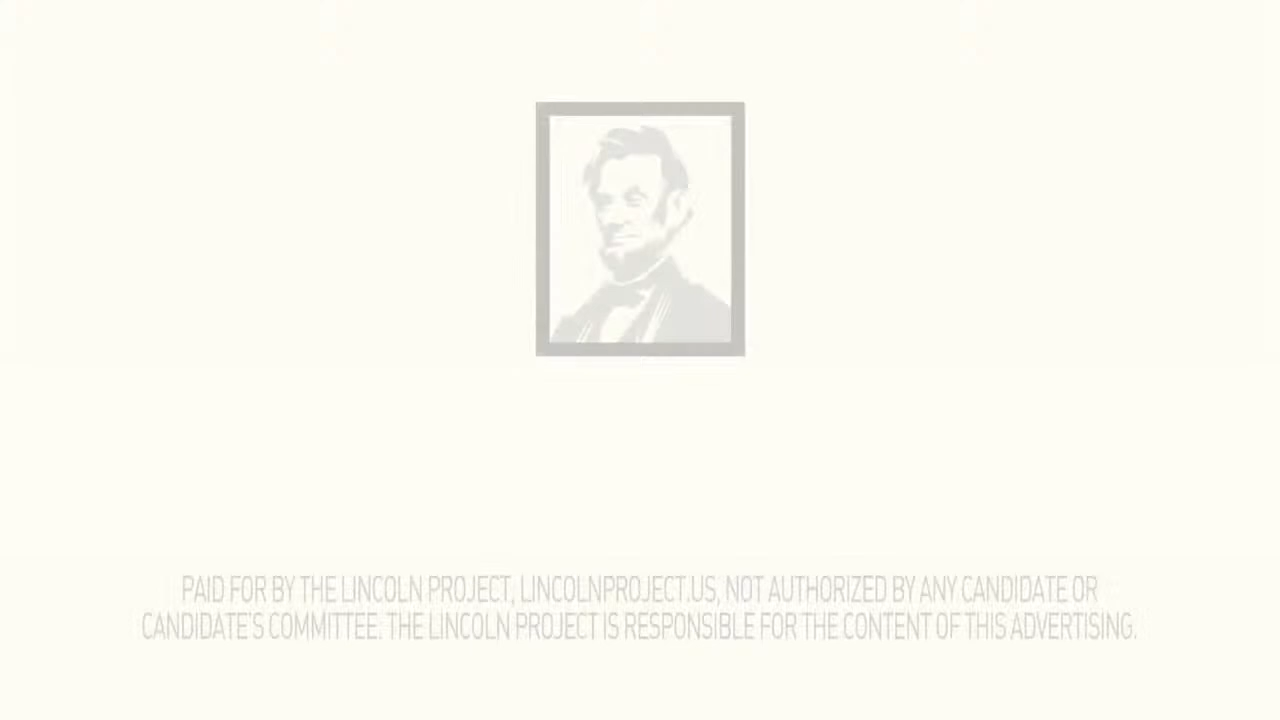 PAID FOR BY THE LINCOLN PROJECT, LINCOLNPROJECT.US, NOT AUTHORIZED BY ANY CANDIDATE OR
CANDIDATE'S COMMITTEE. THE LINCOLN PROJECT IS RESPONSIBLE FOR THE CONTENT OF THIS ADVERTISING.